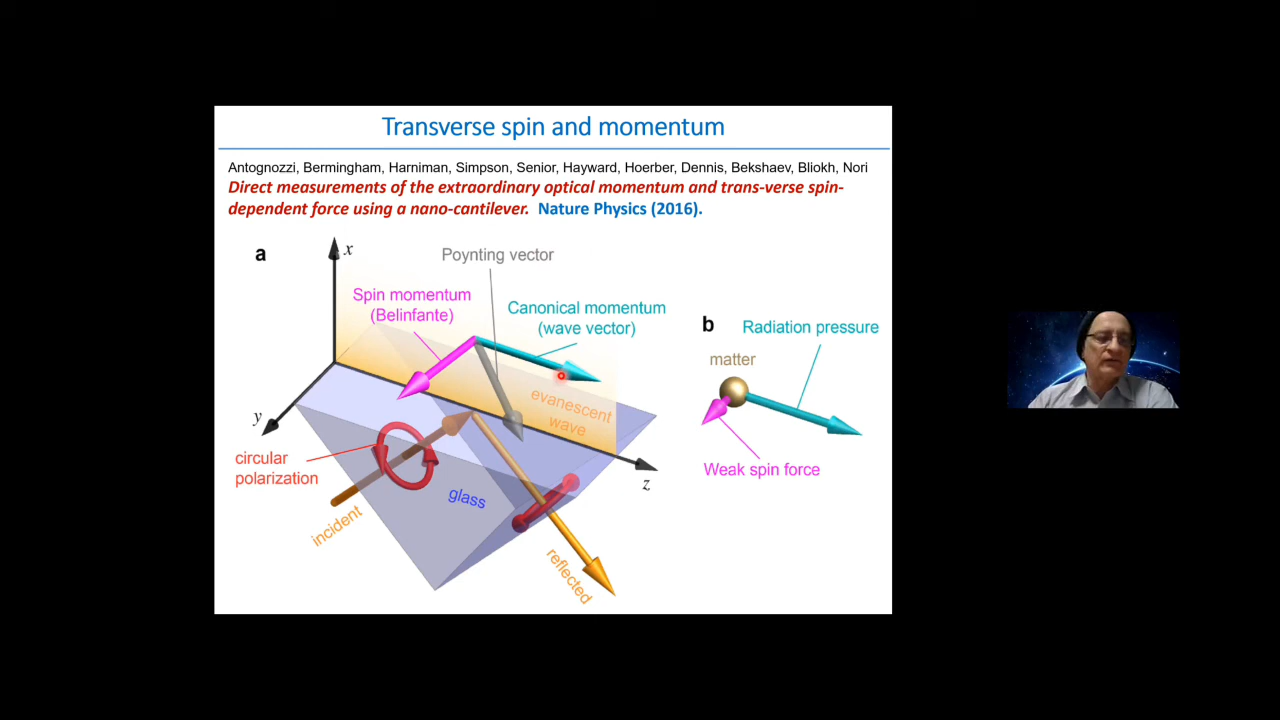 Transverse spin and momentum
Antognozzi, Bermingham, Harniman, Simpson, Senior, Hayward, Hoerber, Dennis, Bekshaev, Bliokh, Nori
Direct measurements of the extraordinary optical momentum and trans-verse spin-
dependent force using a nano-cantilever. Nature Physics (2016).
a
x
Poynting vector
Spin momentum
(Belinfante)
Canonical momentum
(wave vector)
b
Radiation pressure
matter
evanescent
wave
y
circular
polarization
glass
z
Weak spin force
incident
reflected